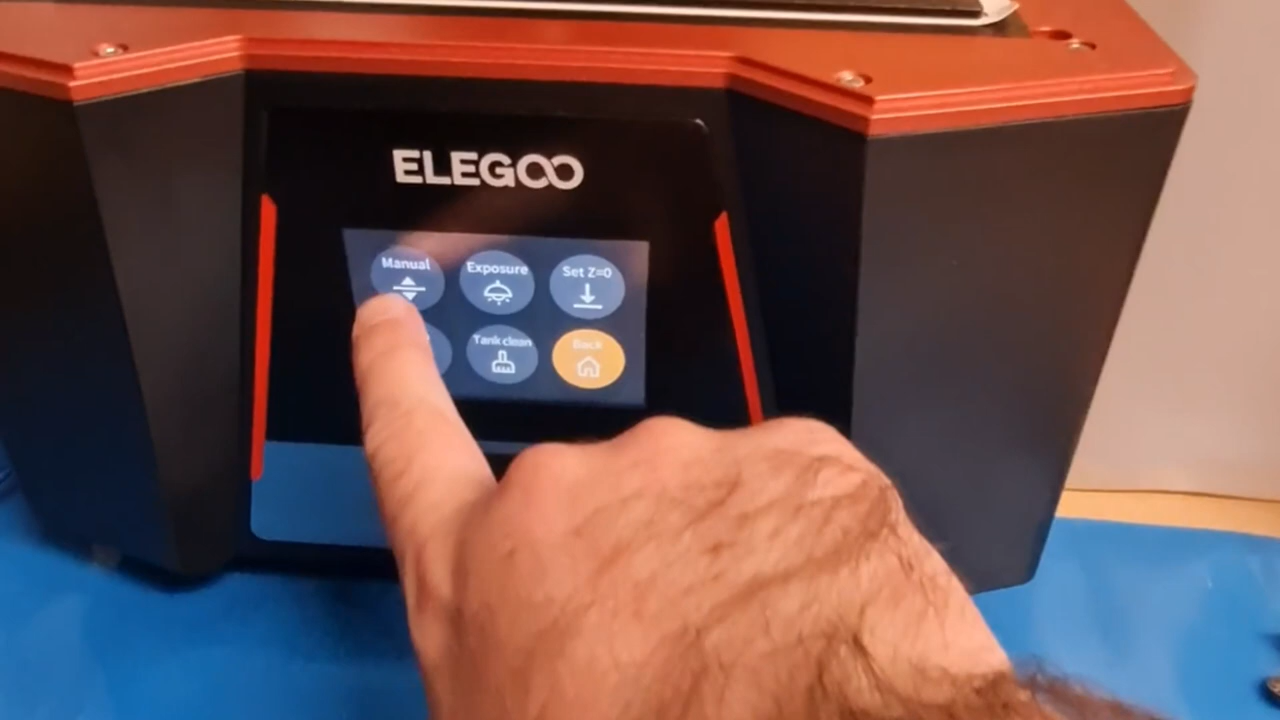 ELEGOO
Manual
Exposure
Set Z=0
Tank clean
Back